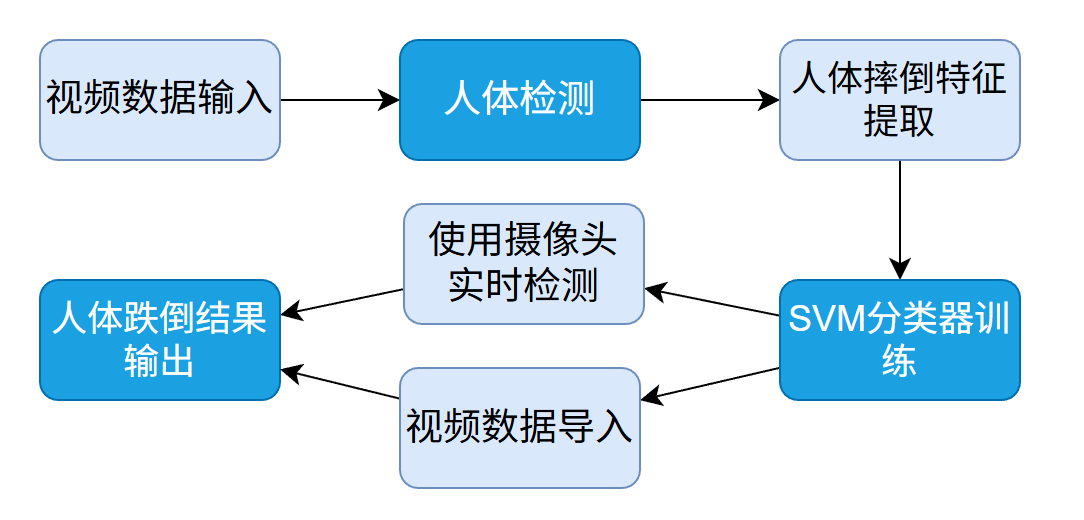 视频数据输入
人体检测
人体摔倒特征
提取
使用摄像头
实时检测
人体跌倒结果
输出
SVM分类器训
练
视频数据导入